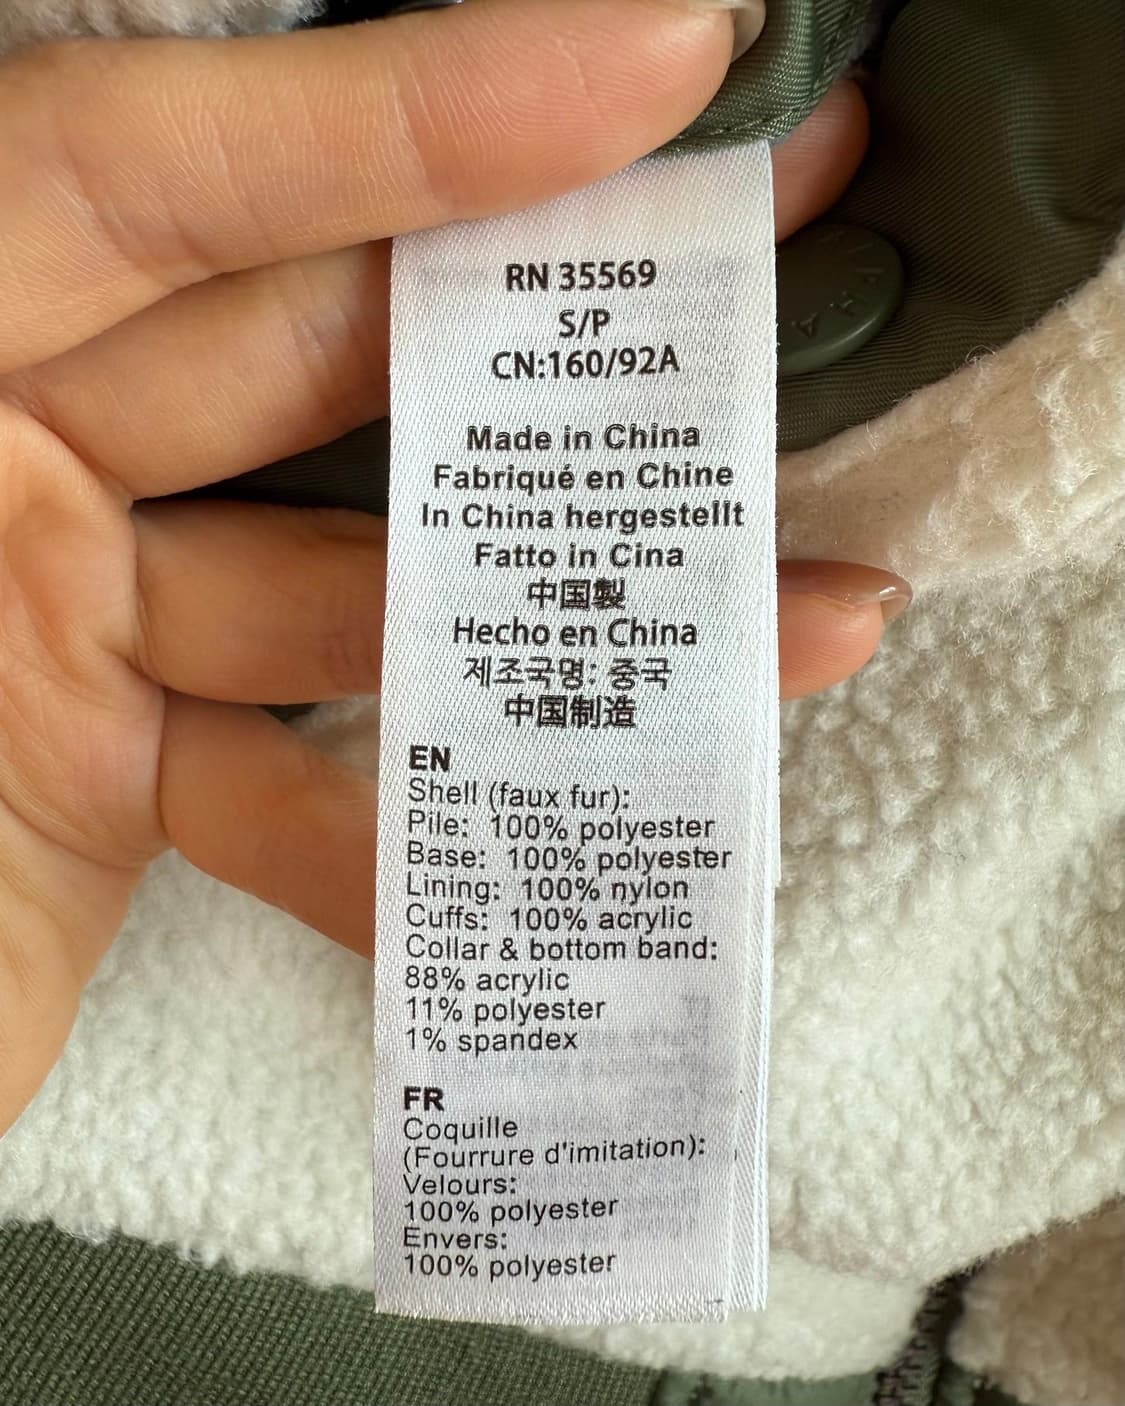 RN 35569
S/P
CN:160/92A
Made in China
Fabriqué en Chine
In China hergestellt
Fatto in Cina
中国製
Hecho en China
제조국명: 중국
中国制造
EN
Shell (faux fur):
Pile: 100% polyester
Base: 100% polyester
Lining: 100% nylon
Cuffs: 100% acrylic
Collar & bottom band:
88% acrylic
11% polyester
1% spandex
FR
Coquille
(Fourrure d'imitation):
Velours:
100% polyester
Envers:
100% polyester